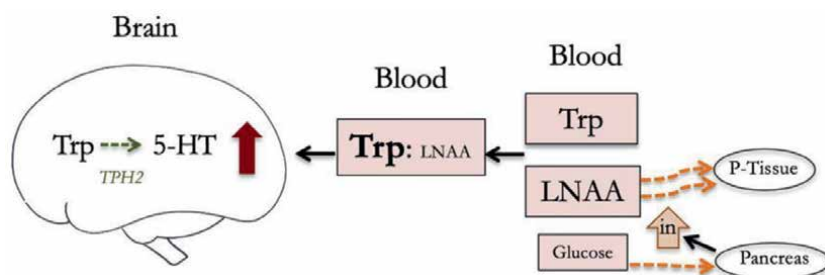 Brain
Blood
Blood
Trp
5-HT
TPH2
Trp: LNAA
Trp
LNAA
P-Tissue
in
Glucose
Pancreas